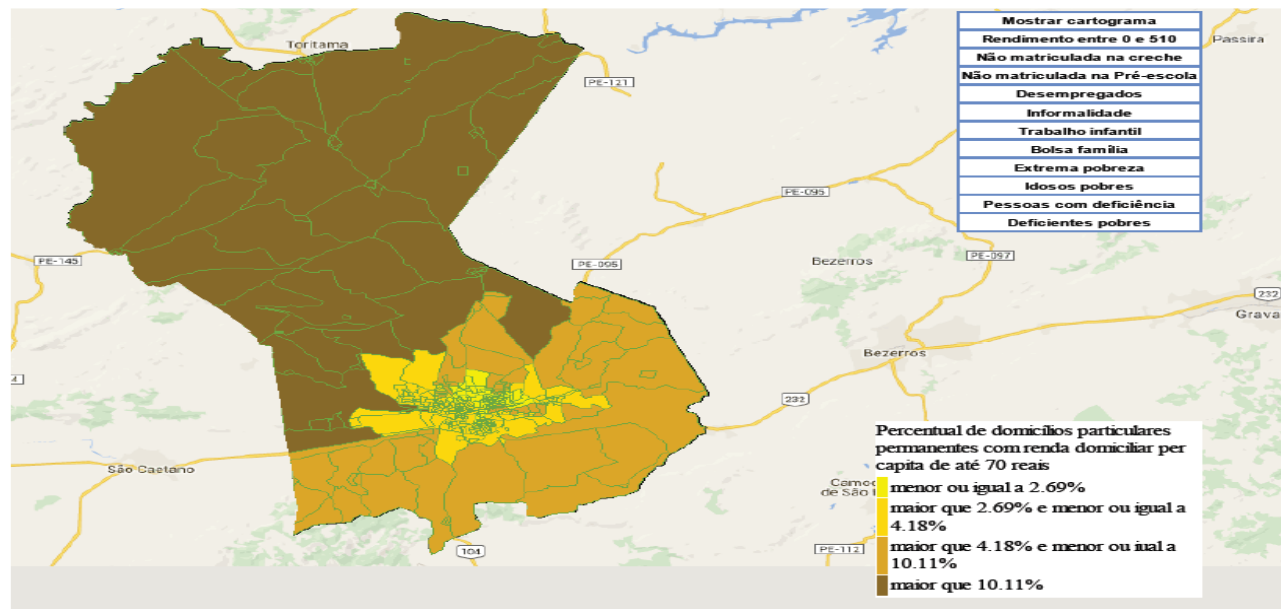 Mostrar cartograma
Rendimento entre 0 e 510
Não matriculada na creche
Não matriculada na Pré-escola
Desempregados
Informalidade
Trabalho infantil
Bolsa família
Extrema pobreza
Idosos pobres
Pessoas com deficiência
Deficientes pobres
Toritama
Passira
PE-121
PE-095
PE-145
PE-095
Bezerros
PE-097
232
Grava
Bezerros
4
232
São Caetano
Camoc
de São
104
PE-112
Percentual de domicílios particulares
permanentes com renda domiciliar per
capita de até 70 reais
menor ou igual a 2.69%
maior que 2.69% e menor ou igual a
4.18%
maior que 4.18% e menor ou iual a
10.11%
maior que 10.11%